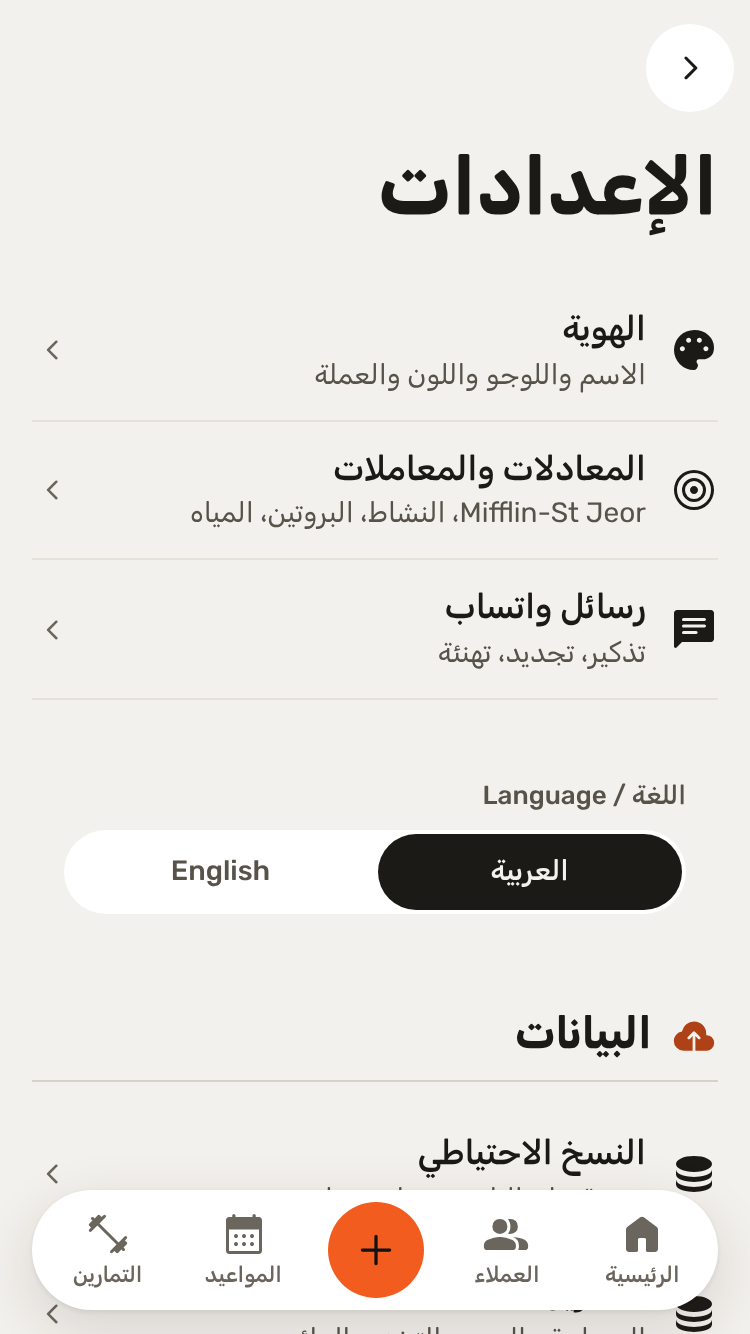 الإعدادات
الهوية
الاسم واللوجو واللون والعملة
المعادلات والمعاملات
Mifflin-St Jeor، النشاط، البروتين، المياه
رسائل واتساب
تذكير، تجديد، تهنئة
اللغة / Language
العربية
English
البيانات
النسخ الاحتياطي
الرئيسية
العملاء
المواعيد
التمارين